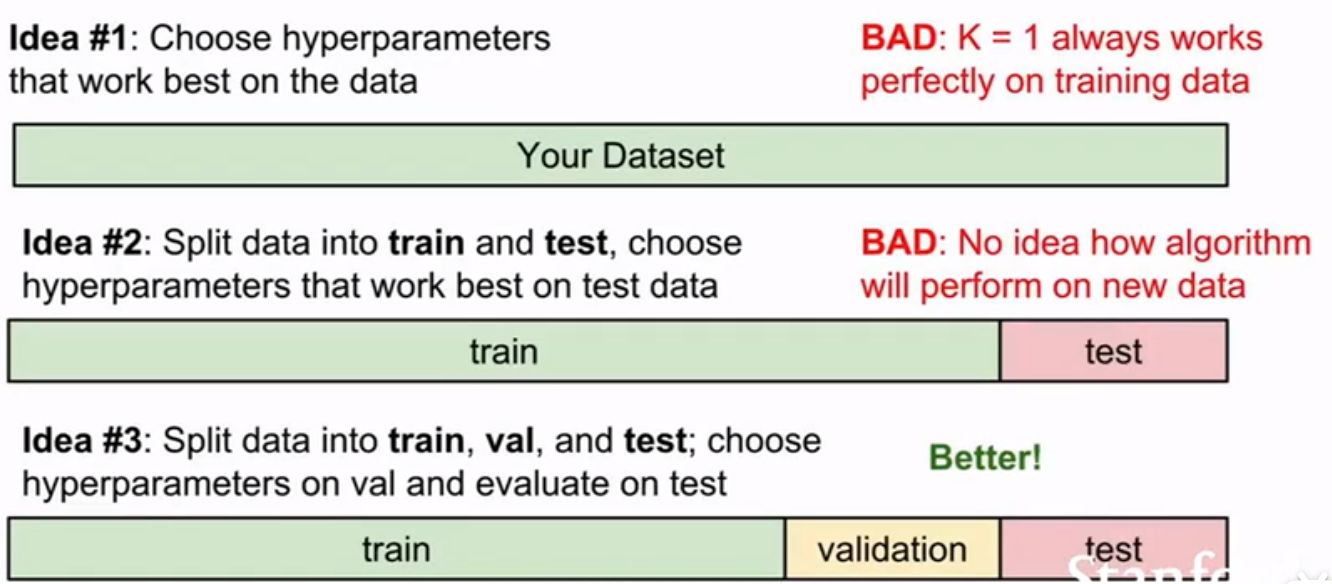 Idea #1: Choose hyperparameters
that work best on the data
BAD: K = 1 always works
perfectly on training data
Your Dataset
Idea #2: Split data into train and test, choose
hyperparameters that work best on test data
BAD: No idea how algorithm
will perform on new data
train
test
Idea #3: Split data into train, val, and test; choose
hyperparameters on val and evaluate on test
Better!
train
validation
test